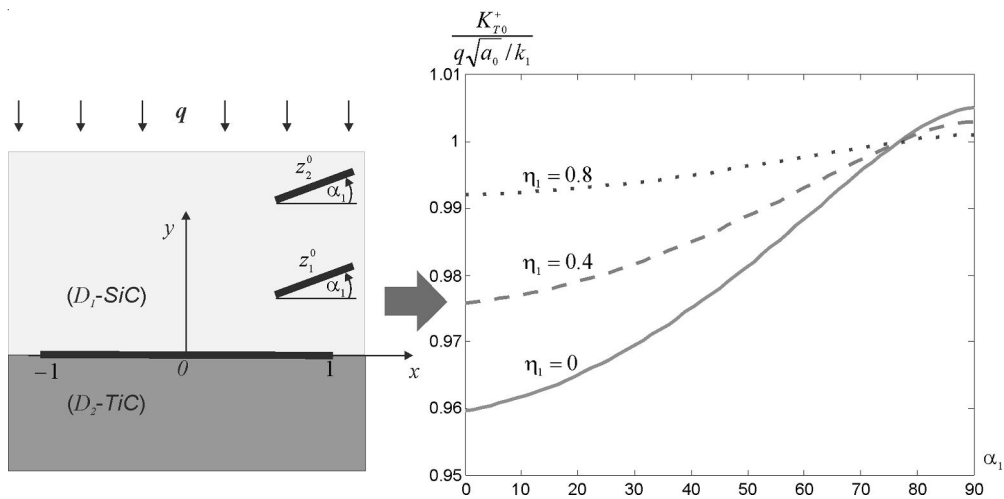 q
z₂⁰
α₁
y
z₁⁰
α₁
(D₁-SiC)
−1
0
1
x
(D₂-TiC)
K⁺_T0
q√a₀ / k₁
1.01
1
0.99
0.98
0.97
0.96
0.95
η₁ = 0.8
η₁ = 0.4
η₁ = 0
α₁
0 10 20 30 40 50 60 70 80 90